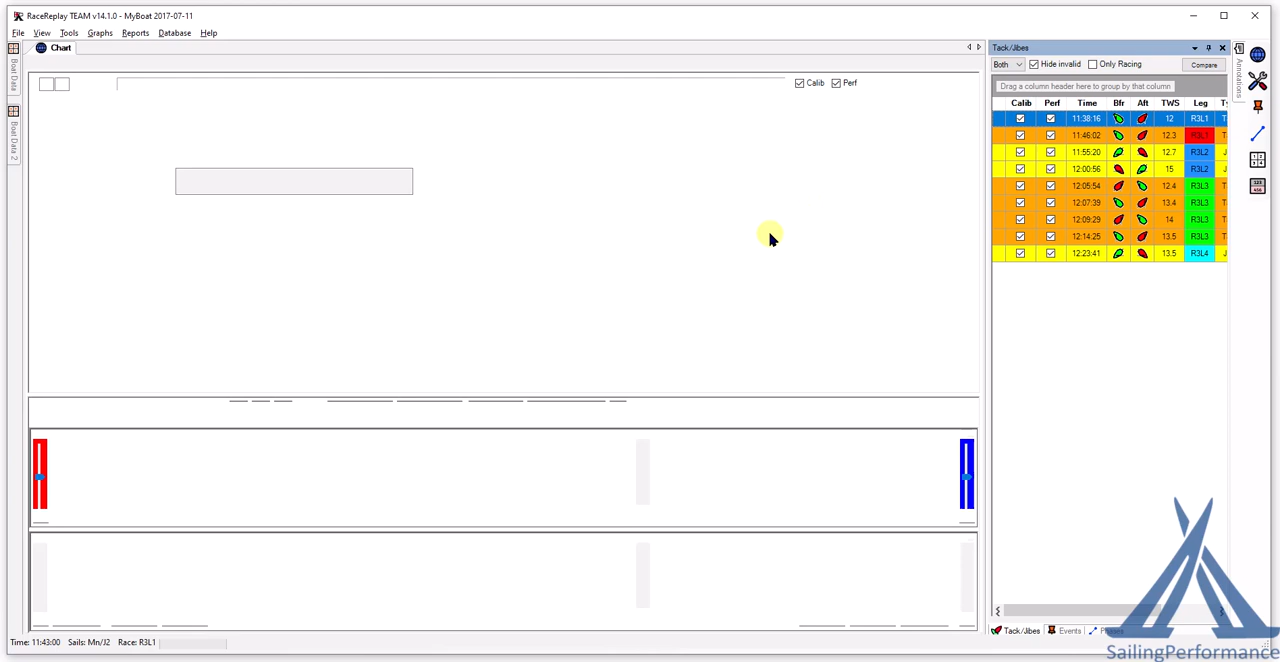 RaceReplay TEAM v14.1.0 - MyBoat 2017-07-11
File View Tools Graphs Reports Database Help
Chart
Tack/Jibes
Boat Data
Boat Data 2
Calib Perf
Both Hide invalid Only Racing Compare
Drag a column header here to group by that column
Calib Perf Time Bfr Aft TWS Leg
11:38:16 12 R3L1
11:46:02 12.3 R3L1
11:55:20 12.7 R3L2
12:00:56 15 R3L2
12:05:54 12.4 R3L3
12:07:39 13.4 R3L3
12:09:29 14 R3L3
12:14:25 13.5 R3L3
12:23:41 13.5 R3L4
Annotations
Tack/Jibes Events
Time: 11:43:00 Sails: Mn/J2 Race: R3L1
SailingPerformance